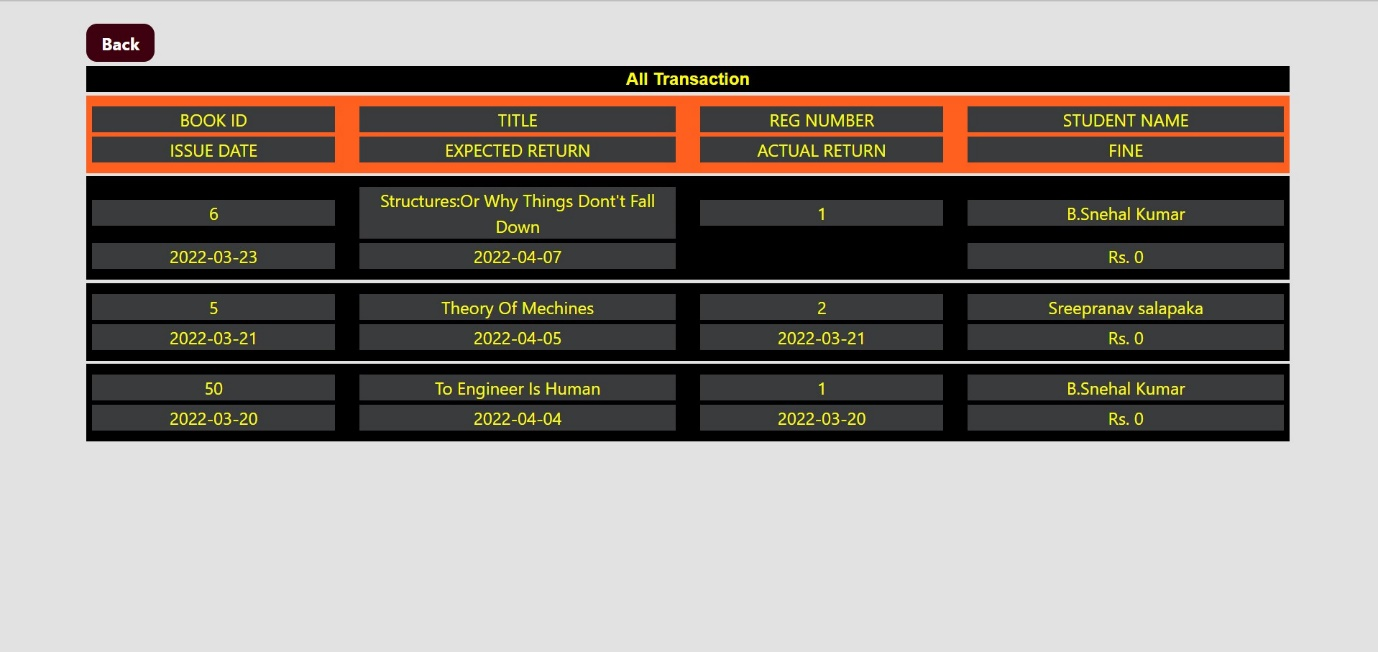 Back
All Transaction
BOOK ID TITLE REG NUMBER STUDENT NAME
ISSUE DATE EXPECTED RETURN ACTUAL RETURN FINE
6 Structures:Or Why Things Dont't Fall Down 1 B.Snehal Kumar
2022-03-23 2022-04-07 Rs. 0
5 Theory Of Mechines 2 Sreepranav salapaka
2022-03-21 2022-04-05 2022-03-21 Rs. 0
50 To Engineer Is Human 1 B.Snehal Kumar
2022-03-20 2022-04-04 2022-03-20 Rs. 0